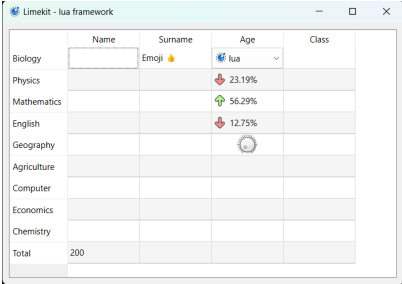 Limekit - lua framework
Name Surname Age Class
Biology Emoji 👍 lua
Physics 23.19%
Mathematics 56.29%
English 12.75%
Geography
Agriculture
Computer
Economics
Chemistry
Total 200